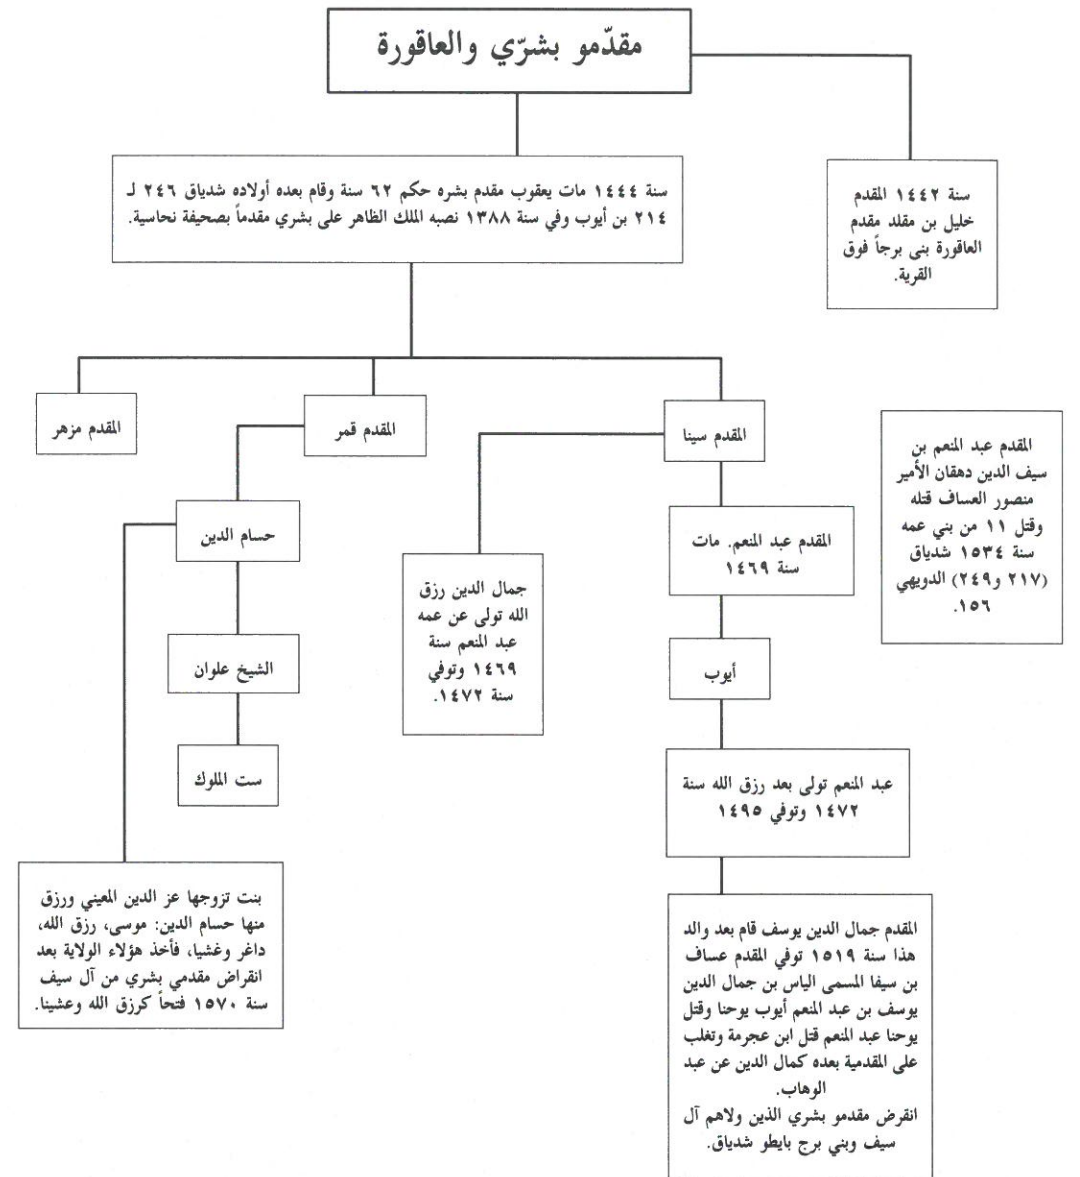 مقدّمو بشرّي والعاقورة
سنة ١٤٤٢ المقدم
خليل بن مقلد مقدم
العاقورة بنى برجاً فوق
القرية.
سنة ١٤٤٤ مات يعقوب مقدم بشره حكم ٦٢ سنة وقام بعده أولاده شدياق ٢٤٦ لـ
٢١٤ بن أيوب وفي سنة ١٣٨٨ نصبه الملك الظاهر على بشري مقدماً بصحيفة نحاسية.
المقدم سينا
المقدم قمر
المقدم مزهر
المقدم عبد المنعم بن
سيف الدين دهقان الأمير
منصور العساف قتله
وقتل ١١ من بني عمه
سنة ١٥٣٤ شدياق
(٢١٧ و٢٤٩) الدويهي
١٥٦.
المقدم عبد المنعم. مات
سنة ١٤٦٩
جمال الدين رزق
الله تولى عن عمه
عبد المنعم سنة
١٤٦٩ وتوفي
سنة ١٤٧٢.
حسام الدين
أيوب
الشيخ علوان
ست الملوك
عبد المنعم تولى بعد رزق الله سنة
١٤٧٢ وتوفي ١٤٩٥
بنت تزوجها عز الدين المعيني ورزق
منها حسام الدين: موسى، رزق الله،
داغر وغشيا، فأخذ هؤلاء الولاية بعد
انقراض مقدمي بشري من آل سيف
سنة ١٥٧٠ فتحاً كرزق الله وعشينا.
المقدم جمال الدين يوسف قام بعد والد
هذا سنة ١٥١٩ توفي المقدم عساف
بن سيفا المسمى الياس بن جمال الدين
يوسف بن عبد المنعم أيوب يوحنا وقتل
يوحنا عبد المنعم قتل ابن عجرمة وتغلب
على المقدمية بعده كمال الدين عن عبد
الوهاب.
انقرض مقدمو بشري الذين ولاهم آل
سيف وبني برج بايطو شدياق.